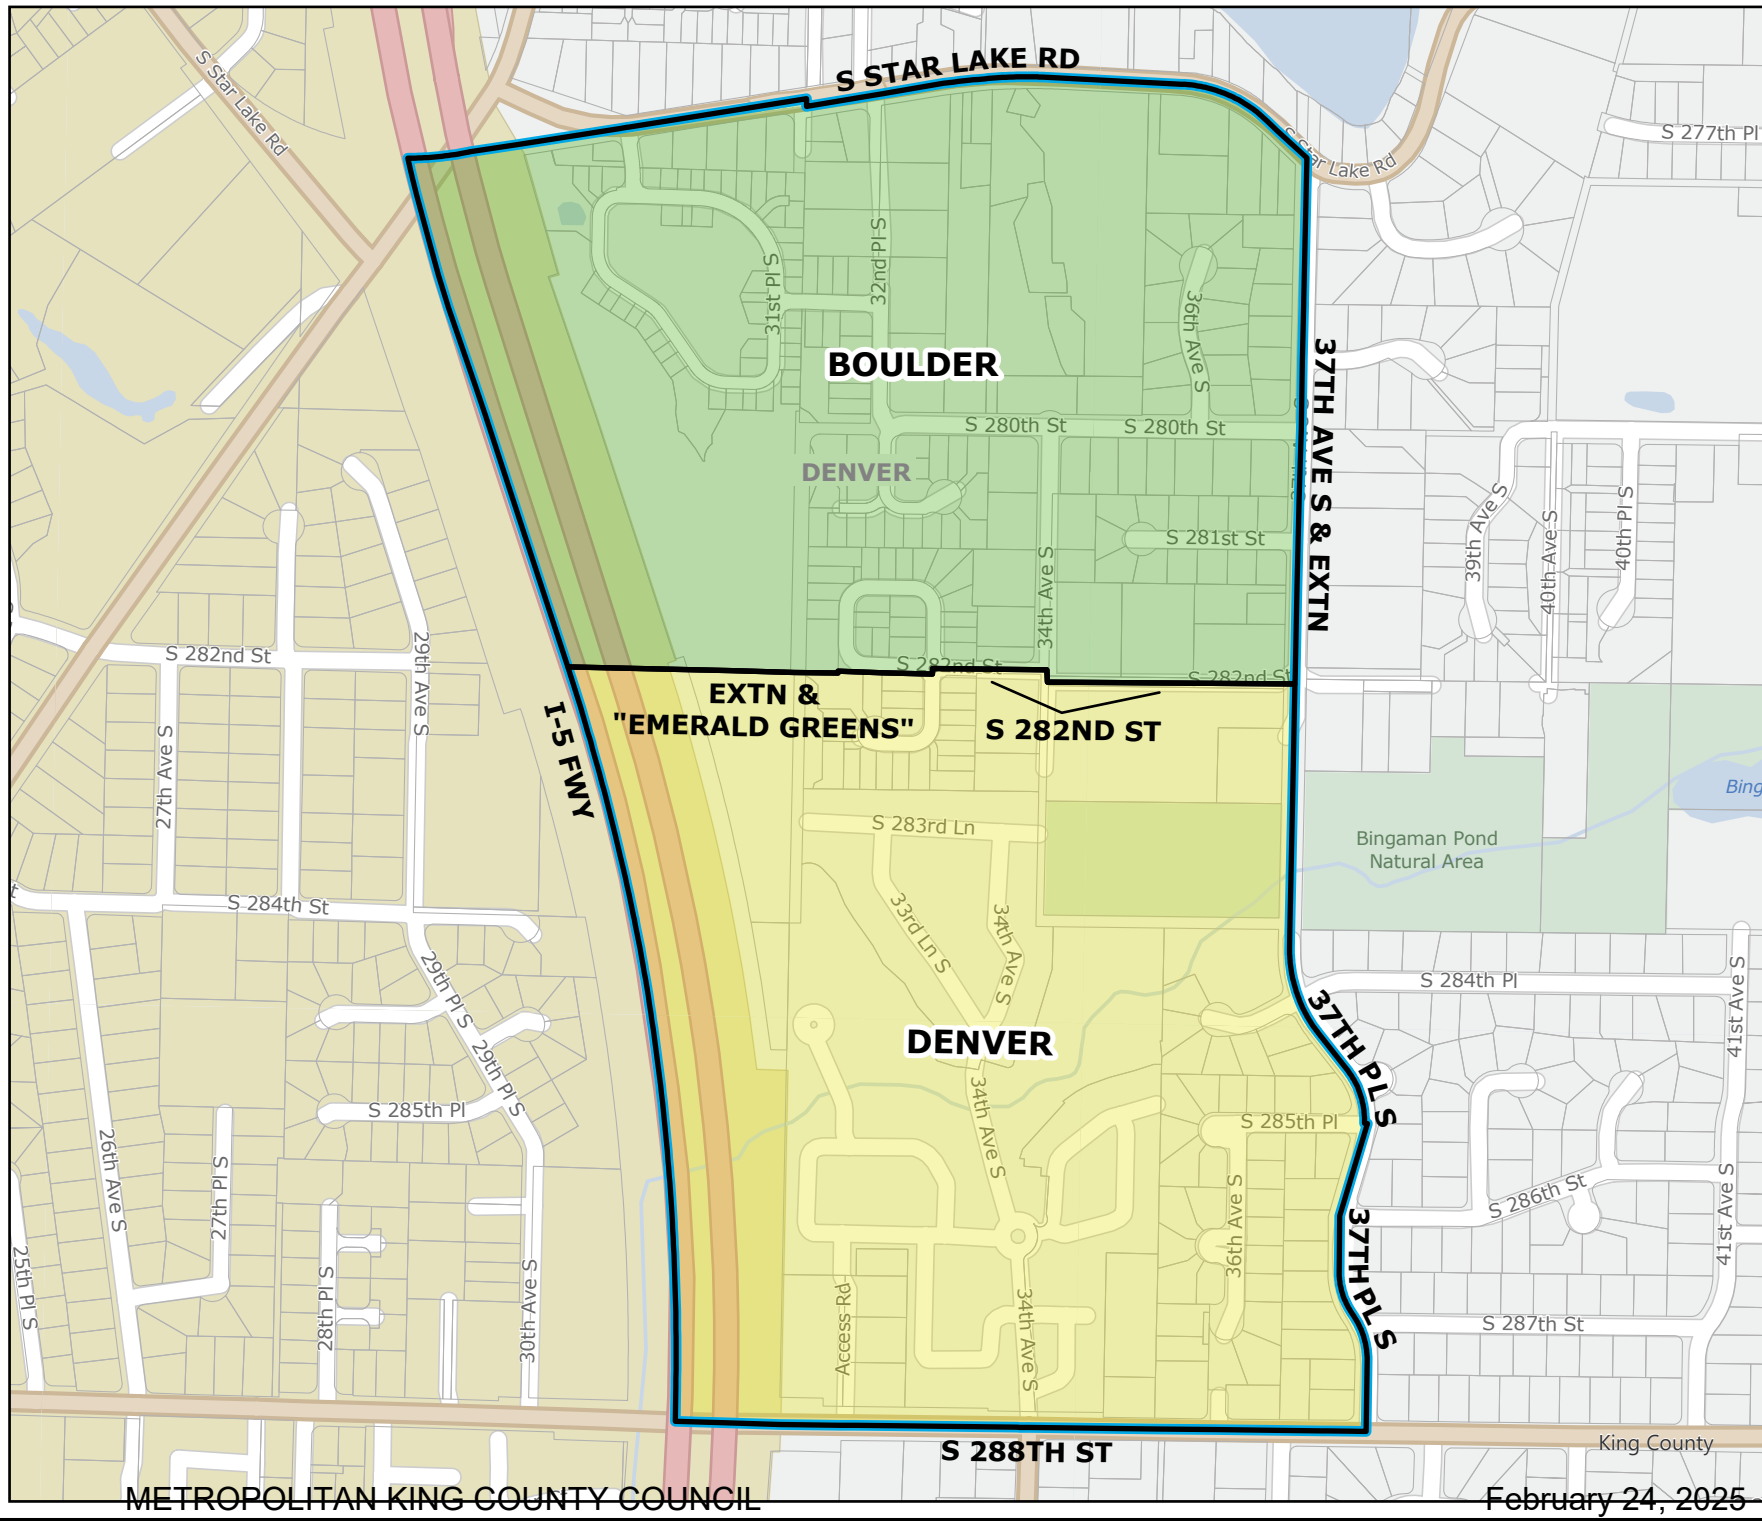 S STAR LAKE RD
S Star Lake Rd
S Star Lake Rd
S 277th Pl
31st Pl S
32nd Pl S
36th Ave S
BOULDER
37TH AVE S & EXTN
S 280th St
S 280th St
DENVER
39th Ave S
40th Ave S
40th Pl S
S 281st St
34th Ave S
S 282nd St
29th Ave S
S 282nd St
S 282nd St
EXTN &
"EMERALD GREENS"
S 282ND ST
I-5 FWY
27th Ave S
Bing
S 283rd Ln
Bingaman Pond
Natural Area
S 284th St
33rd Ln S
34th Ave S
29th Pl S
S 284th Pl
41st Ave S
37TH PL S
DENVER
29th Pl S
34th Ave S
S 285th Pl
S 285th Pl
26th Ave S
27th Pl S
36th Ave S
S 286th St
41st Ave S
37TH PL S
25th Pl S
28th Pl S
30th Ave S
Access Rd
34th Ave S
S 287th St
S 288TH ST
King County
METROPOLITAN KING COUNTY COUNCIL
February 24, 2025